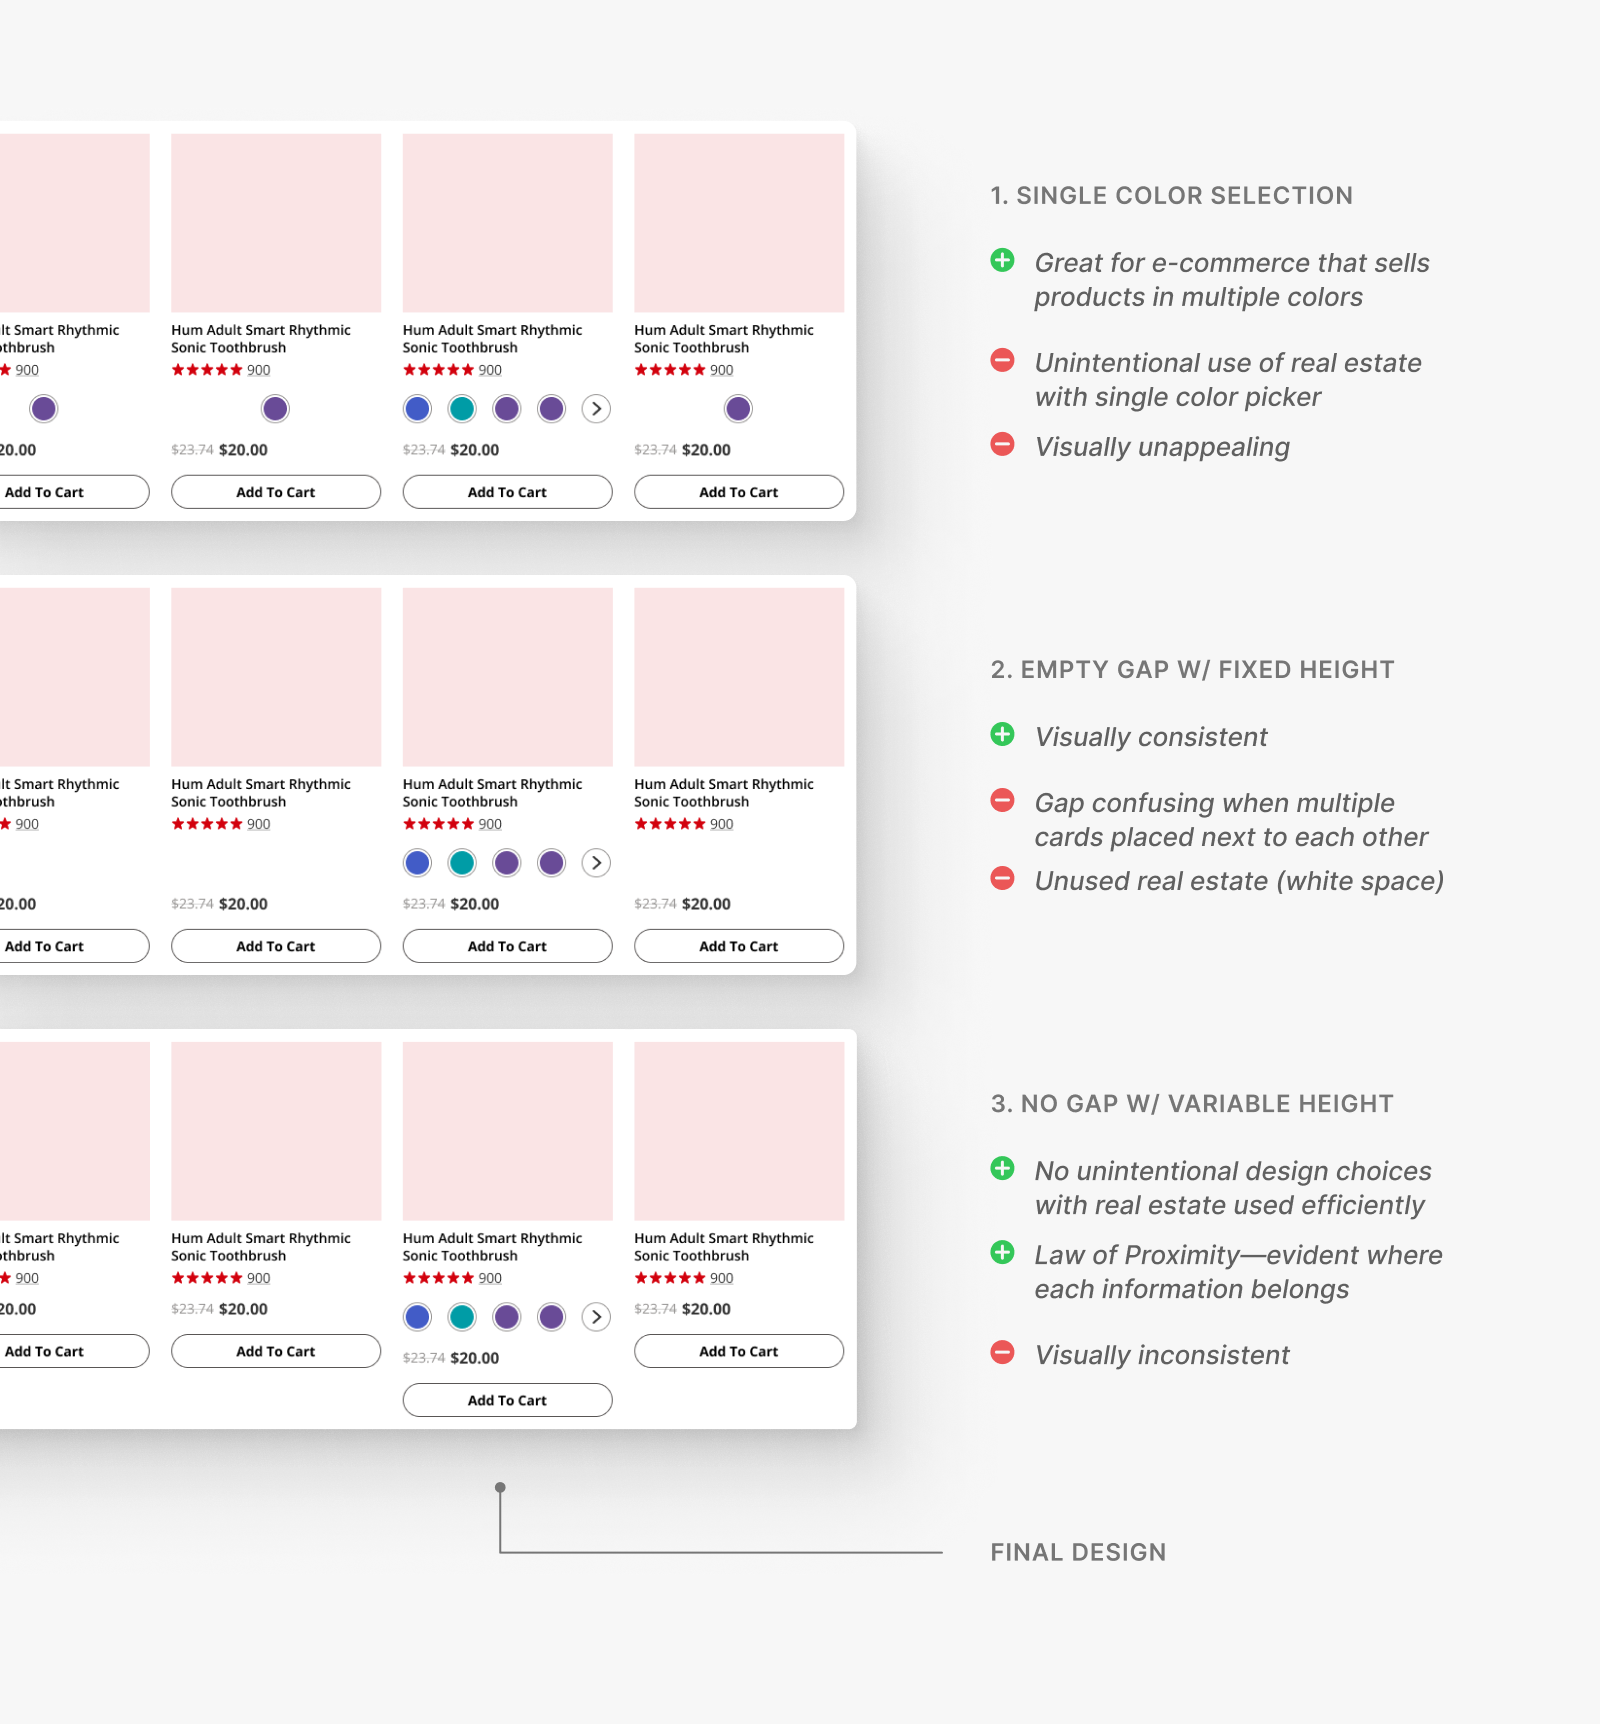 lt Smart Rhythmic Hum Adult Smart Rhythmic Hum Adult Smart Rhythmic Hum Adult Smart Rhythmic
othbrush Sonic Toothbrush Sonic Toothbrush Sonic Toothbrush
900 900 900 900
20.00 $23.74 $20.00 $23.74 $20.00 $23.74 $20.00
Add To Cart Add To Cart Add To Cart Add To Cart
1. SINGLE COLOR SELECTION
Great for e-commerce that sells
products in multiple colors
Unintentional use of real estate
with single color picker
Visually unappealing
lt Smart Rhythmic Hum Adult Smart Rhythmic Hum Adult Smart Rhythmic Hum Adult Smart Rhythmic
othbrush Sonic Toothbrush Sonic Toothbrush Sonic Toothbrush
900 900 900 900
20.00 $23.74 $20.00 $23.74 $20.00 $23.74 $20.00
Add To Cart Add To Cart Add To Cart Add To Cart
2. EMPTY GAP W/ FIXED HEIGHT
Visually consistent
Gap confusing when multiple
cards placed next to each other
Unused real estate (white space)
lt Smart Rhythmic Hum Adult Smart Rhythmic Hum Adult Smart Rhythmic Hum Adult Smart Rhythmic
othbrush Sonic Toothbrush Sonic Toothbrush Sonic Toothbrush
900 900 900 900
20.00 $23.74 $20.00 $23.74 $20.00
Add To Cart Add To Cart Add To Cart
$23.74 $20.00
Add To Cart
3. NO GAP W/ VARIABLE HEIGHT
No unintentional design choices
with real estate used efficiently
Law of Proximity—evident where
each information belongs
Visually inconsistent
FINAL DESIGN